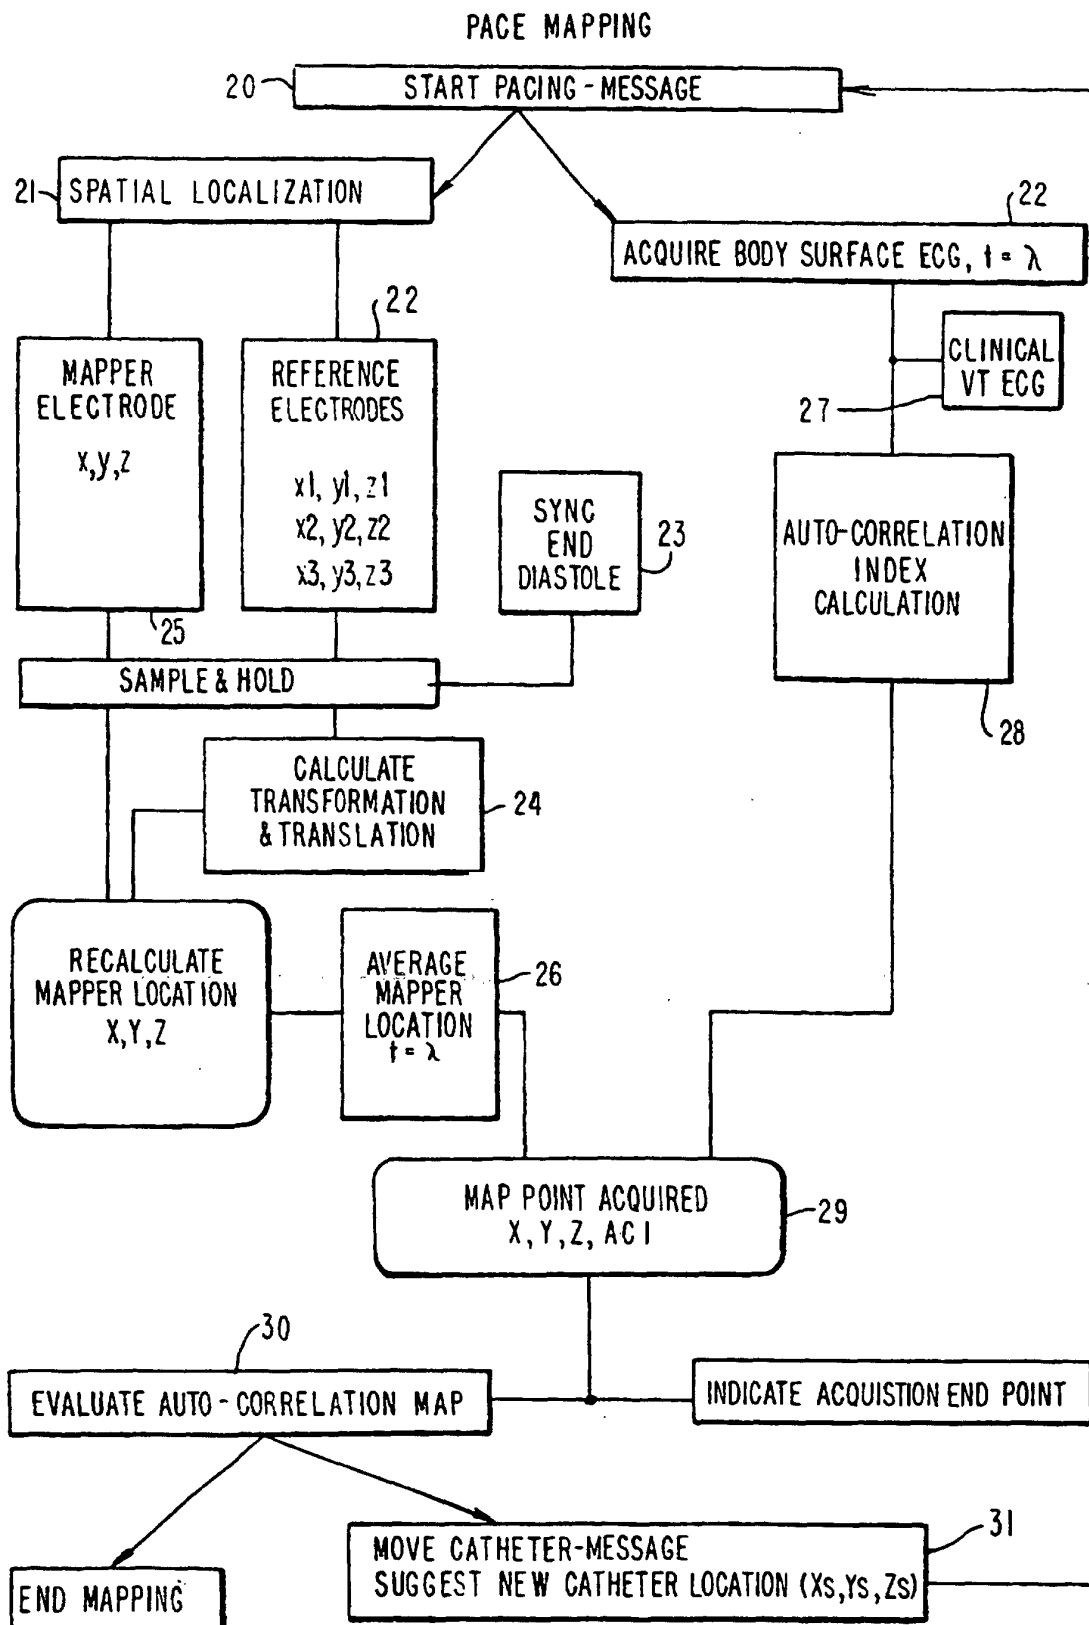 PACE MAPPING
20
START PACING-MESSAGE
21
SPATIAL LOCALIZATION
22
ACQUIRE BODY SURFACE ECG, t = λ
22
MAPPER
ELECTRODE
x,y,z
REFERENCE
ELECTRODES
x1, y1, z1
x2, y2, z2
x3, y3, z3
CLINICAL
VT ECG
27
SYNC
END
DIASTOLE
23
AUTO-CORRELATION
INDEX
CALCULATION
25
SAMPLE & HOLD
28
CALCULATE
TRANSFORMATION
& TRANSLATION
24
RECALCULATE
MAPPER LOCATION
X,Y,Z
AVERAGE
MAPPER
LOCATION
t = λ
26
MAP POINT ACQUIRED
X, Y, Z, ACI
29
30
EVALUATE AUTO-CORRELATION MAP
INDICATE ACQUISTION END POINT
31
MOVE CATHETER-MESSAGE
SUGGEST NEW CATHETER LOCATION (Xs,Ys,Zs)
END MAPPING